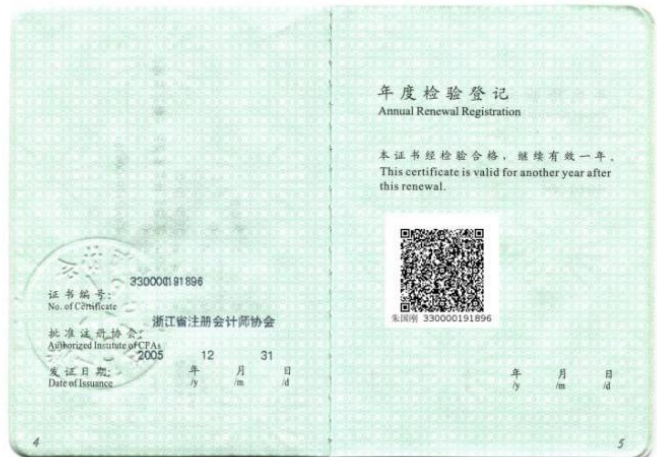 330000191896
证书编号:
No. of Certificate
浙江省注册会计师协会
批准注册协会:
Authorized Institute of CPAs
2005 12 31
发证日期: 年 月 日
Date of Issuance /y /m /d
4
年度检验登记
Annual Renewal Registration
本证书经检验合格，继续有效一年。
This certificate is valid for another year after
this renewal.
朱国刚 330000191896
年 月 日
/y /m /d
5